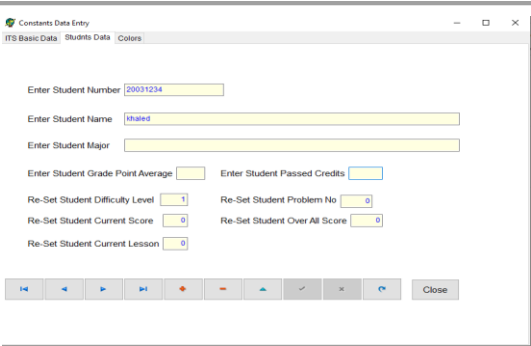 Constants Data Entry
ITS Basic Data Studnts Data Colors
Enter Student Number 20031234
Enter Student Name khaled
Enter Student Major
Enter Student Grade Point Average Enter Student Passed Credits
Re-Set Student Difficulty Level 1 Re-Set Student Problem No 0
Re-Set Student Current Score 0 Re-Set Student Over All Score 0
Re-Set Student Current Lesson 0
Close